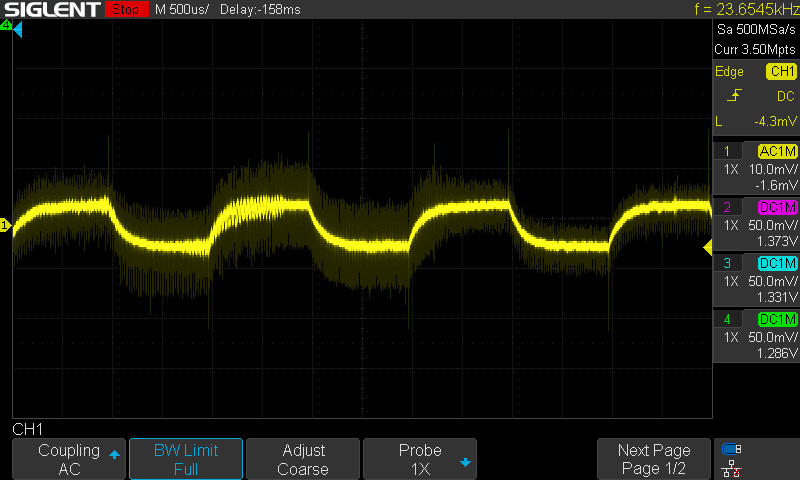 SIGLENT Stop M 500us/ Delay:-158ms f = 23.6545kHz
Sa 500MSa/s
Curr 3.50Mpts
Edge CH1
DC
L -4.3mV
1 AC1M
1X 10.0mV/
-1.6mV
2 DC1M
1X 50.0mV/
1.373V
3 DC1M
1X 50.0mV/
1.331V
4 DC1M
1X 50.0mV/
1.286V
4
1
CH1
Coupling
AC
BW Limit
Full
Adjust
Coarse
Probe
1X
Next Page
Page 1/2